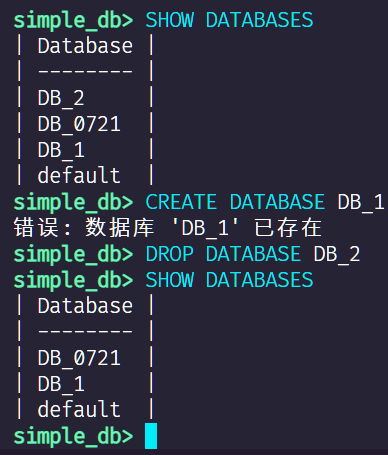 simple_db> SHOW DATABASES
| Database |
| -------- |
| DB_2     |
| DB_0721  |
| DB_1     |
| default  |
simple_db> CREATE DATABASE DB_1
错误: 数据库 'DB_1' 已存在
simple_db> DROP DATABASE DB_2
simple_db> SHOW DATABASES
| Database |
| -------- |
| DB_0721  |
| DB_1     |
| default  |
simple_db>